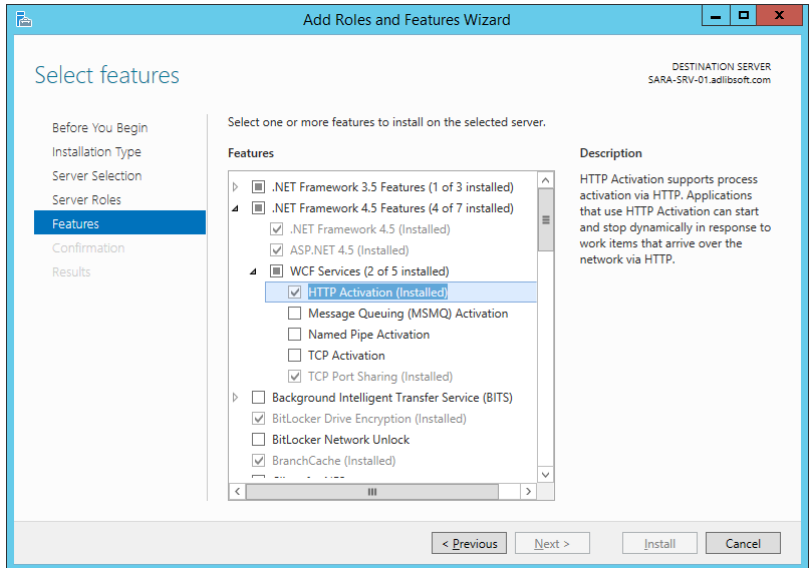 Add Roles and Features Wizard
Select features
DESTINATION SERVER
SARA-SRV-01.adlibsoft.com
Before You Begin
Installation Type
Server Selection
Server Roles
Features
Confirmation
Results
Select one or more features to install on the selected server.
Features
.NET Framework 3.5 Features (1 of 3 installed)
.NET Framework 4.5 Features (4 of 7 installed)
.NET Framework 4.5 (Installed)
ASP.NET 4.5 (Installed)
WCF Services (2 of 5 installed)
HTTP Activation (Installed)
Message Queuing (MSMQ) Activation
Named Pipe Activation
TCP Activation
TCP Port Sharing (Installed)
Background Intelligent Transfer Service (BITS)
BitLocker Drive Encryption (Installed)
BitLocker Network Unlock
BranchCache (Installed)
Description
HTTP Activation supports process
activation via HTTP. Applications
that use HTTP Activation can start
and stop dynamically in response to
work items that arrive over the
network via HTTP.
< Previous
Next >
Install
Cancel